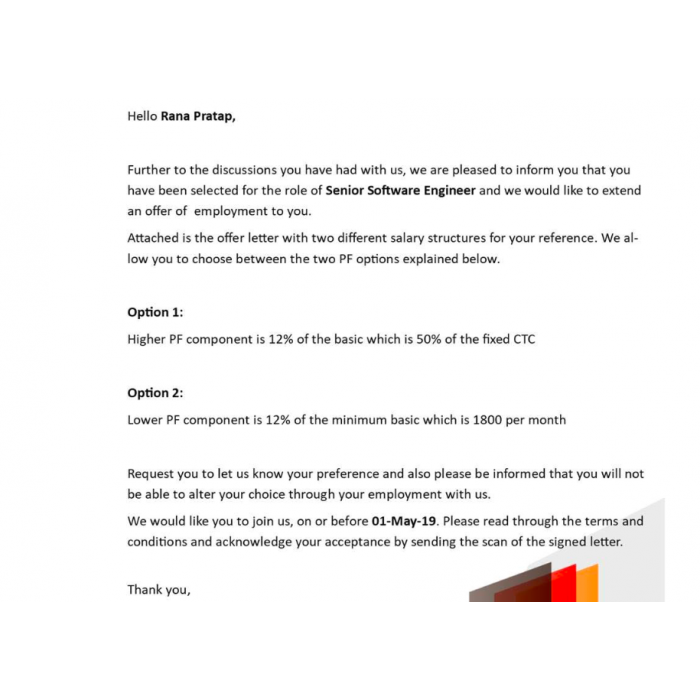 Hello Rana Pratap,
Further to the discussions you have had with us, we are pleased to inform you that you
have been selected for the role of Senior Software Engineer and we would like to extend
an offer of  employment to you.
Attached is the offer letter with two different salary structures for your reference. We al-
low you to choose between the two PF options explained below.
Option 1:
Higher PF component is 12% of the basic which is 50% of the fixed CTC
Option 2:
Lower PF component is 12% of the minimum basic which is 1800 per month
Request you to let us know your preference and also please be informed that you will not
be able to alter your choice through your employment with us.
We would like you to join us, on or before 01-May-19. Please read through the terms and
conditions and acknowledge your acceptance by sending the scan of the signed letter.
Thank you,